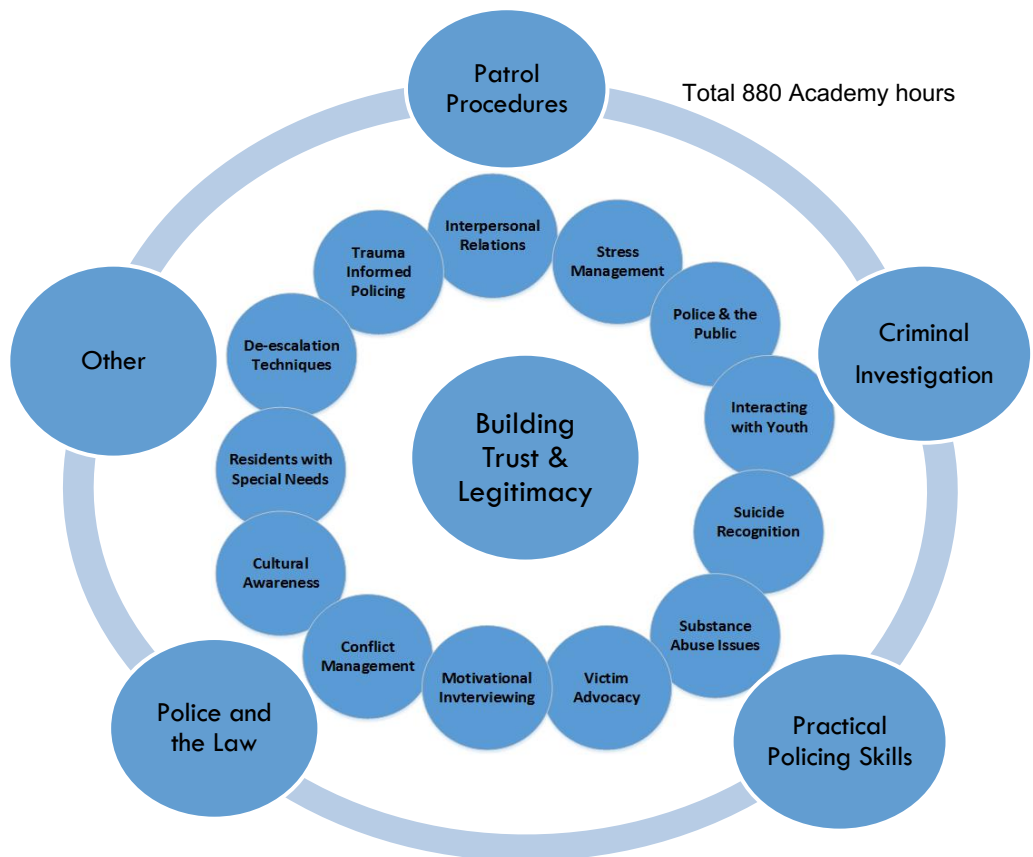 Patrol
Procedures
Total 880 Academy hours
Interpersonal
Relations
Trauma
Informed
Policing
Stress
Management
Police & the
Public
De-escalation
Techniques
Other
Criminal
Investigation
Interacting
with Youth
Building
Trust &
Legitimacy
Residents with
Special Needs
Suicide
Recognition
Cultural
Awareness
Substance
Abuse Issues
Conflict
Management
Motivational
Invterviewing
Victim
Advocacy
Police and
the Law
Practical
Policing Skills